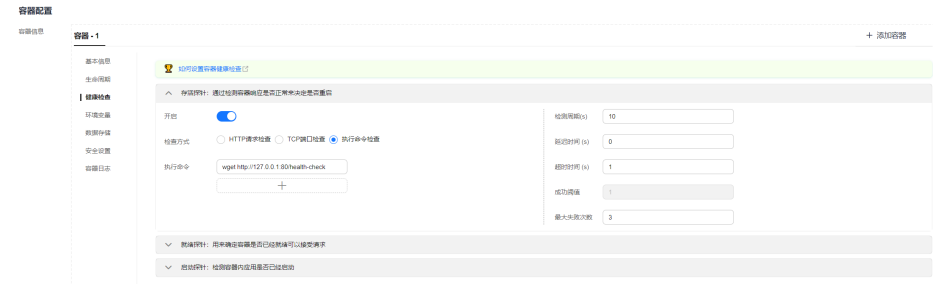 容器配置
容器信息
容器 - 1
+ 添加容器
基本信息
生命周期
健康检查
环境变量
数据存储
安全设置
容器日志
如何设置容器健康检查
存活探针：通过检测容器响应是否正常来决定是否重启
开启
检查方式
HTTP请求检查
TCP端口检查
执行命令检查
执行命令
wget http://127.0.0.1:80/health-check
+
检测周期(s)
10
延迟时间 (s)
0
超时时间 (s)
1
成功阈值
1
最大失败次数
3
就绪探针：用来确定容器是否已经就绪可以接受请求
启动探针：检测容器内应用是否已经启动